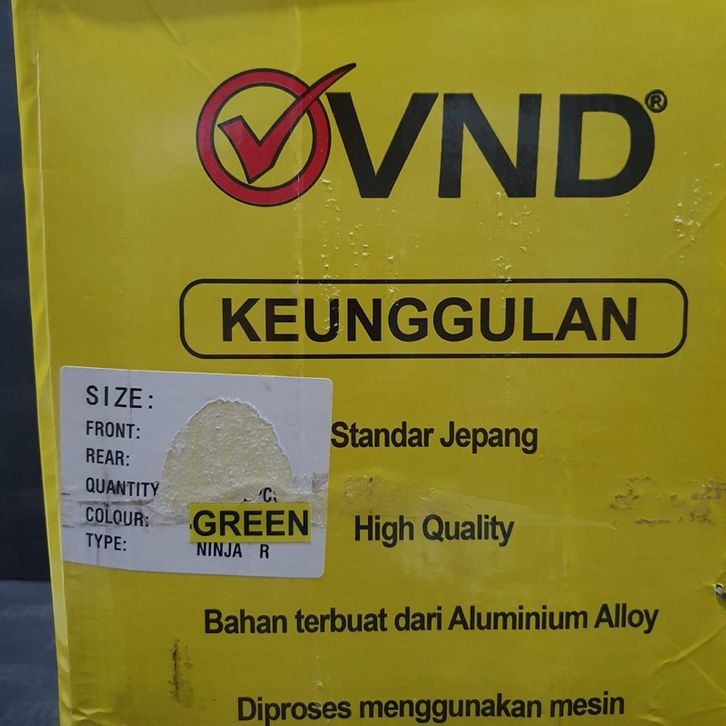 VND®
KEUNGGULAN
SIZE:
FRONT:
REAR:
QUANTITY
COLOUR: GREEN
TYPE: NINJA R
Standar Jepang
High Quality
Bahan terbuat dari Aluminium Alloy
Diproses menggunakan mesin